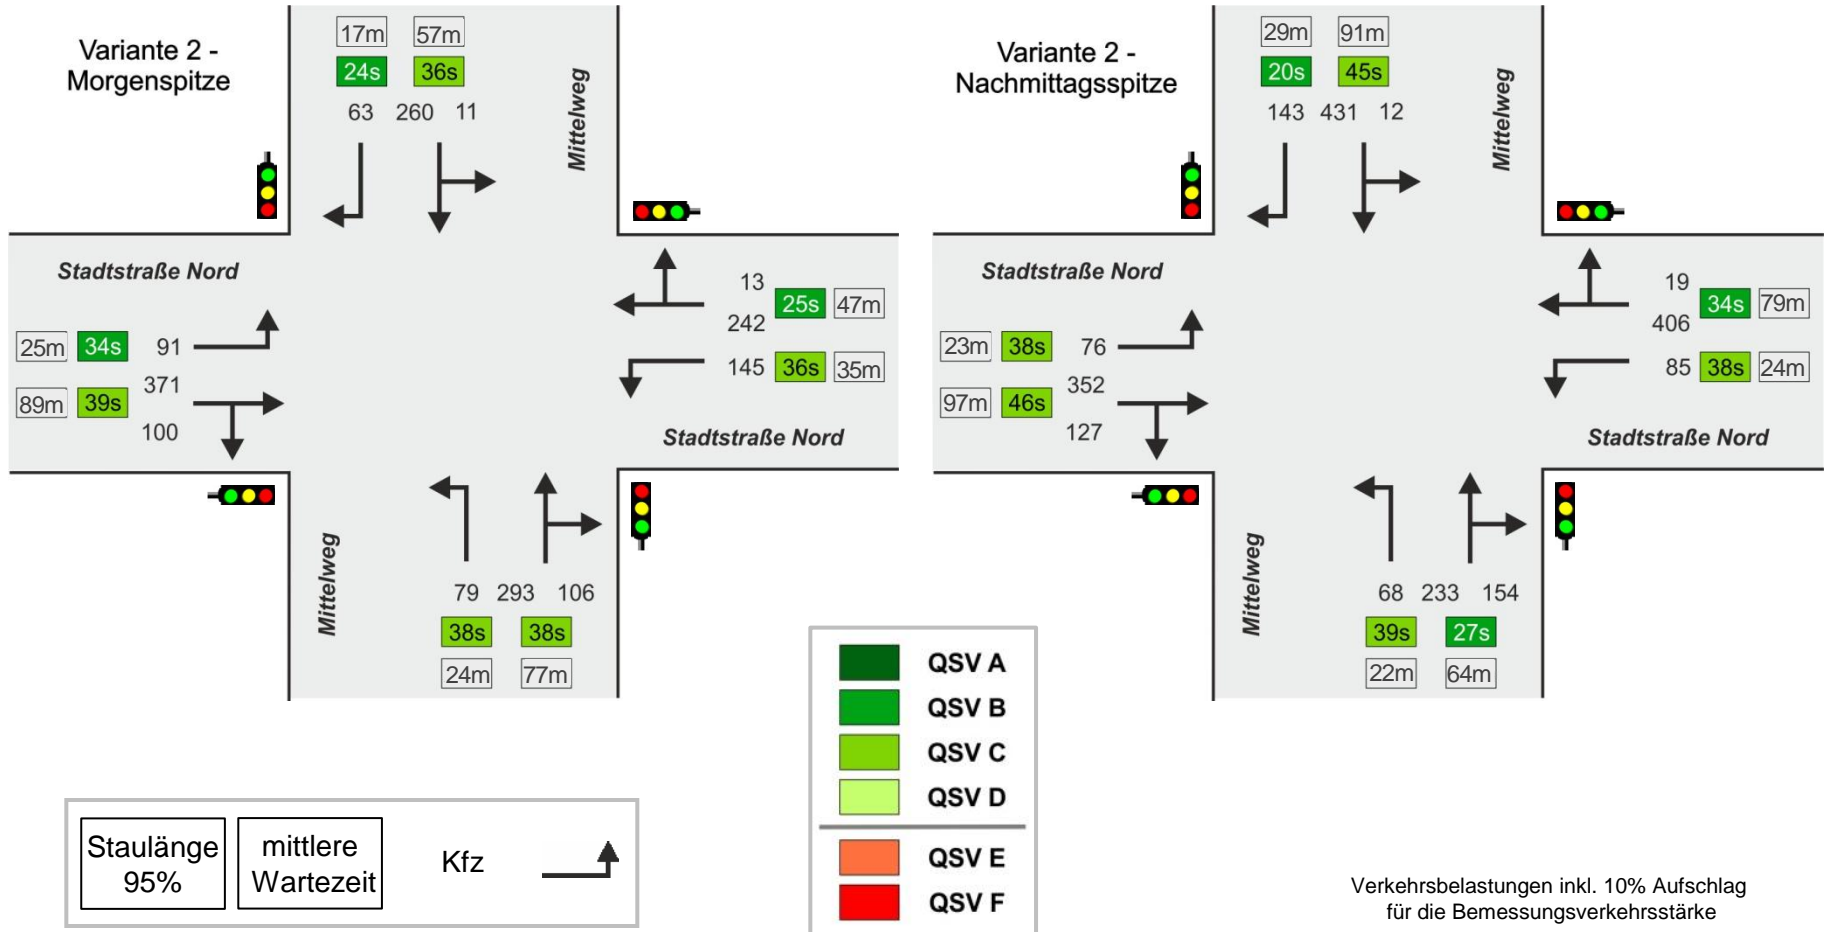 Variante 2 -
Morgenspitze
17m 57m
24s 36s
63 260 11
Mittelweg
Stadtstraße Nord
13
25s 47m
242
25m 34s 91
145 36s 35m
371
89m 39s
100
Stadtstraße Nord
Mittelweg
79 293 106
38s 38s
24m 77m
Variante 2 -
Nachmittagsspitze
29m 91m
20s 45s
143 431 12
Mittelweg
Stadtstraße Nord
19
34s 79m
406
23m 38s 76
85 38s 24m
352
97m 46s
127
Stadtstraße Nord
Mittelweg
68 233 154
39s 27s
22m 64m
QSV A
QSV B
QSV C
QSV D
QSV E
QSV F
Staulänge
95%
mittlere
Wartezeit
Kfz
Verkehrsbelastungen inkl. 10% Aufschlag
für die Bemessungsverkehrsstärke